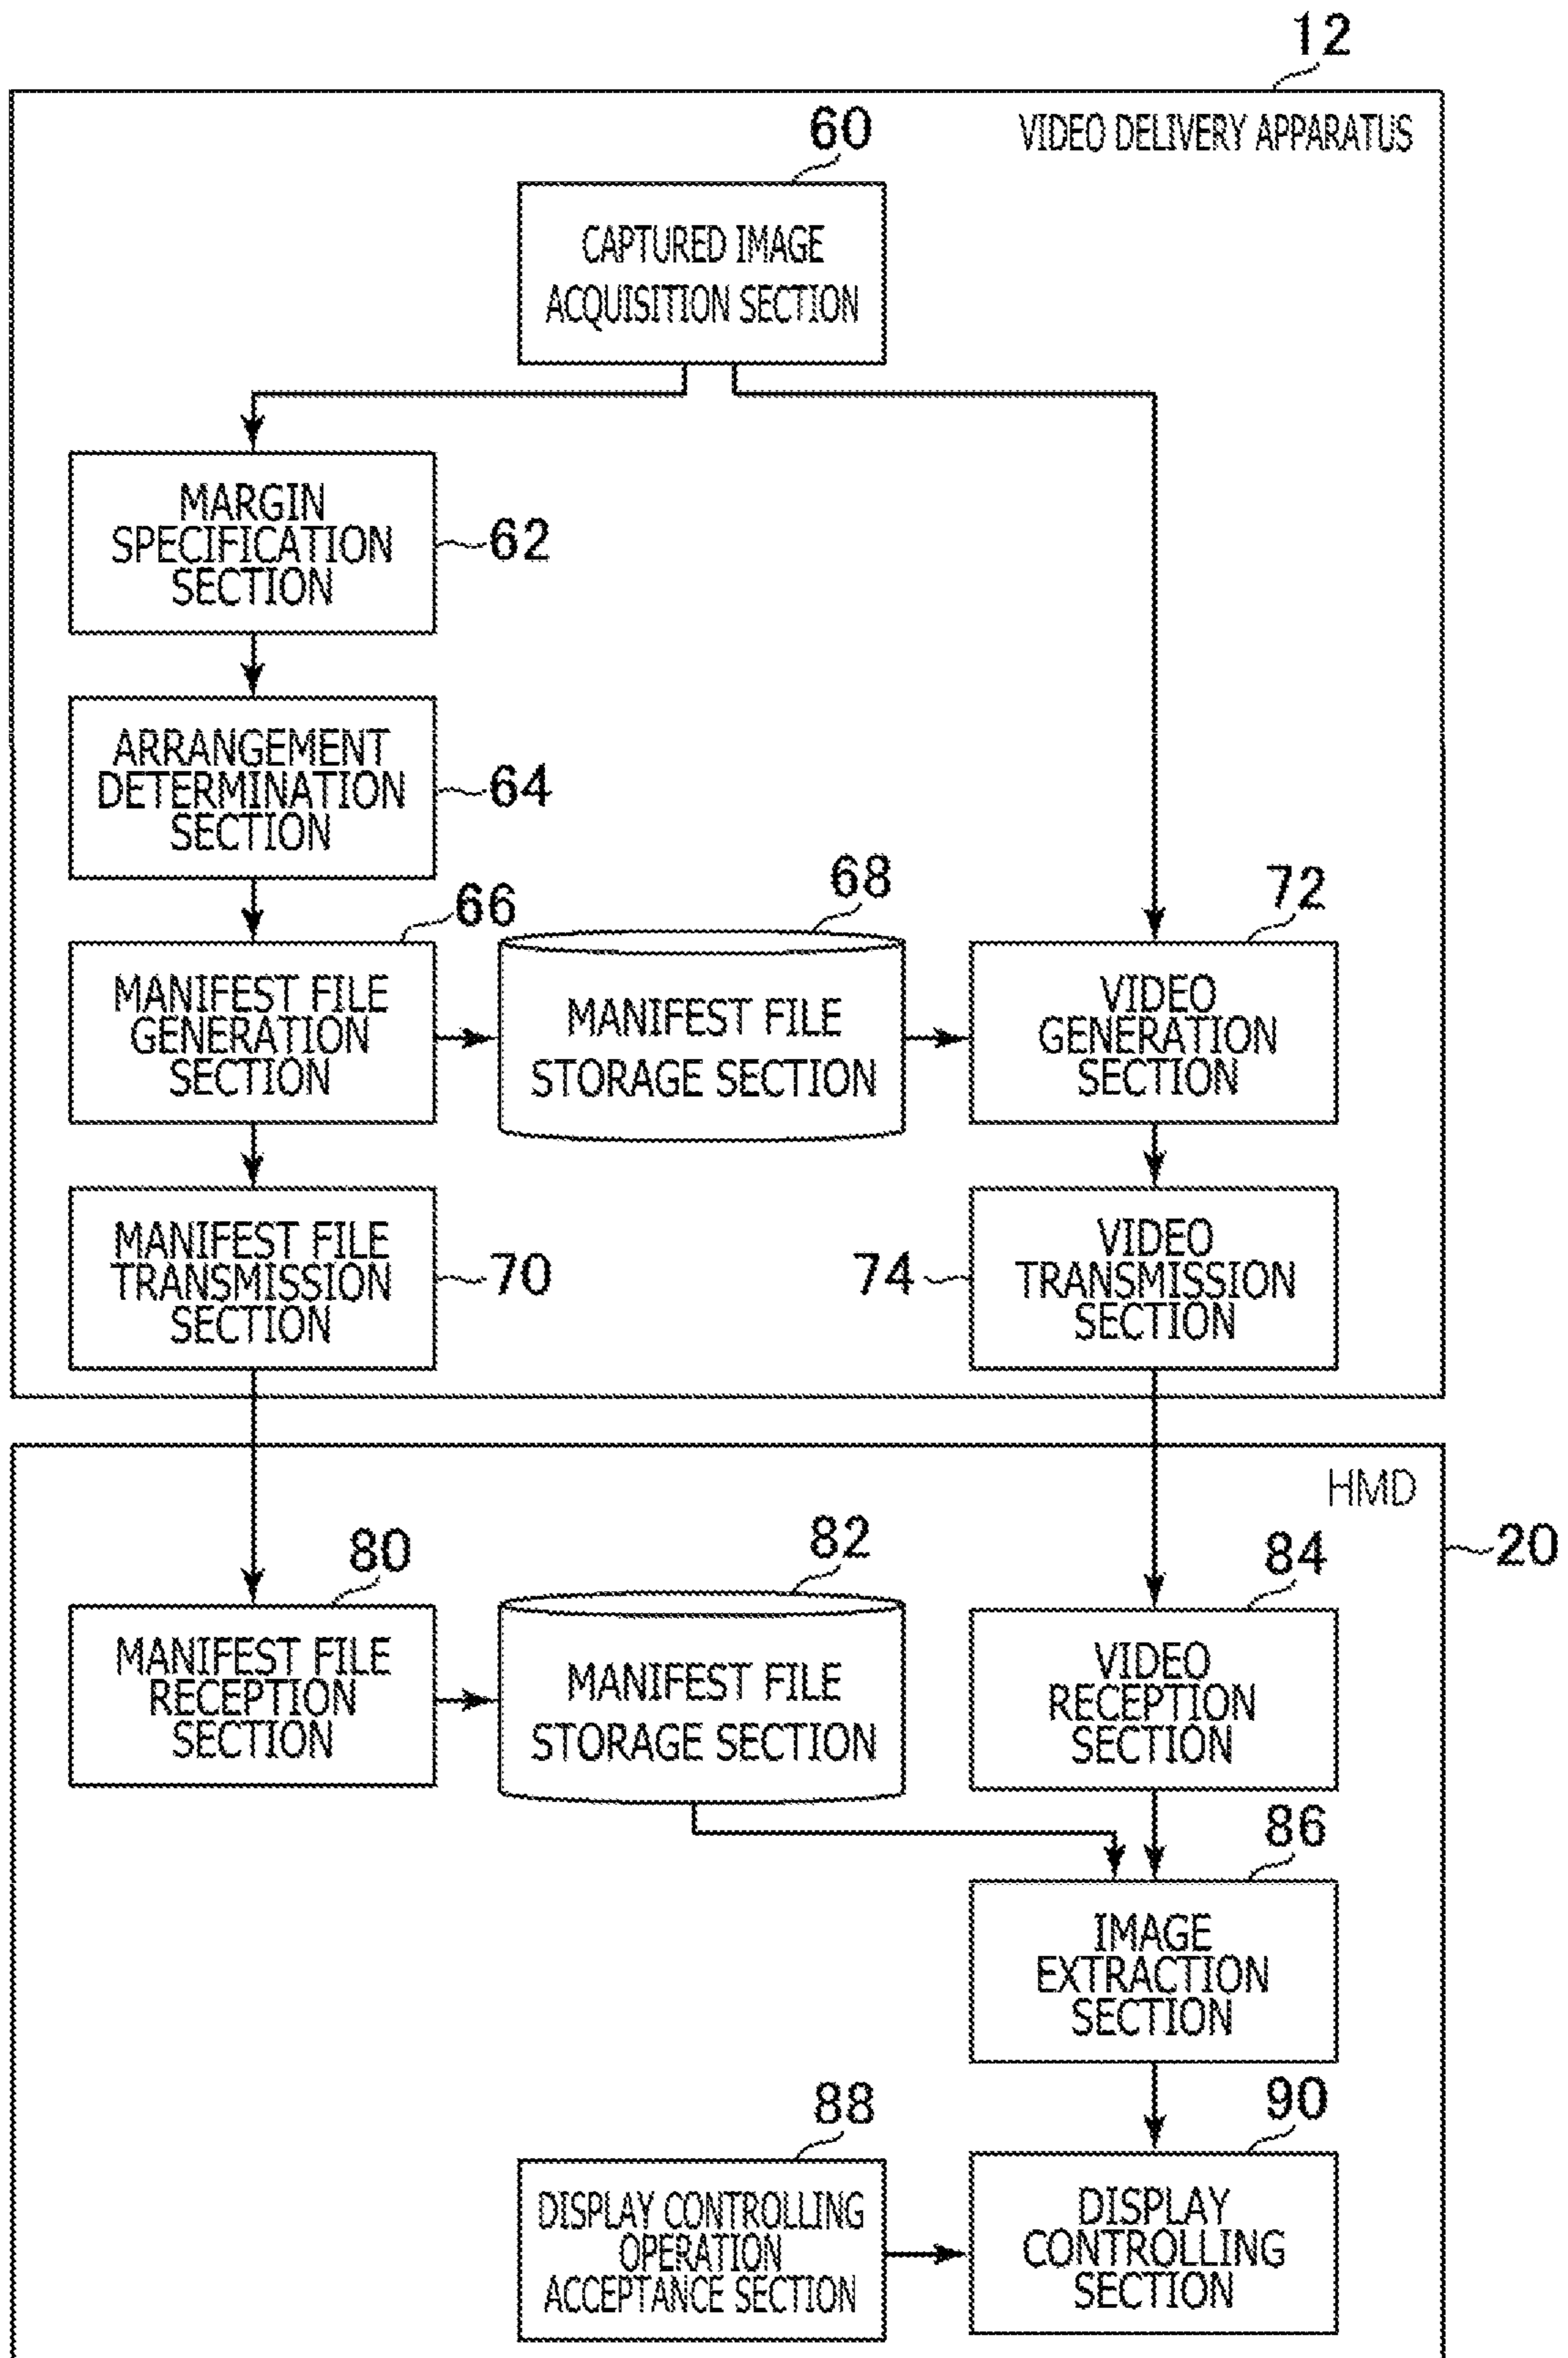 12
VIDEO DELIVERY APPARATUS
60
CAPTURED IMAGE
ACQUISITION SECTION
MARGIN
SPECIFICATION
SECTION
62
ARRANGEMENT
DETERMINATION
SECTION
64
66
MANIFEST FILE
GENERATION
SECTION
68
MANIFEST FILE
STORAGE SECTION
72
VIDEO
GENERATION
SECTION
MANIFEST FILE
TRANSMISSION
SECTION
70
74
VIDEO
TRANSMISSION
SECTION
HMD
20
80
MANIFEST FILE
RECEPTION
SECTION
82
MANIFEST FILE
STORAGE SECTION
84
VIDEO
RECEPTION
SECTION
86
IMAGE
EXTRACTION
SECTION
88
DISPLAY CONTROLLING
OPERATION
ACCEPTANCE SECTION
90
DISPLAY
CONTROLLING
SECTION